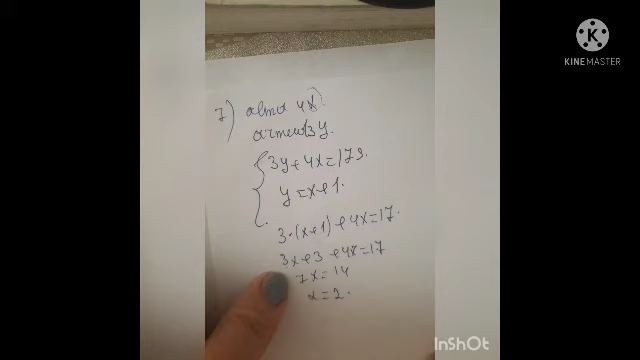 7) alma 4x
armud 3y.
3y + 4x = 17
y = x + 1.
3·(x+1) + 4x = 17.
3x + 3 + 4x = 17
7x = 14
x = 2.
KINEMASTER
InShOt